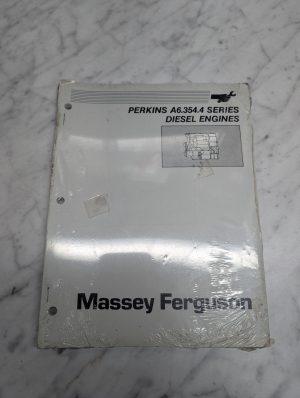 PERKINS A6.354.4 SERIES
DIESEL ENGINES
Massey Ferguson